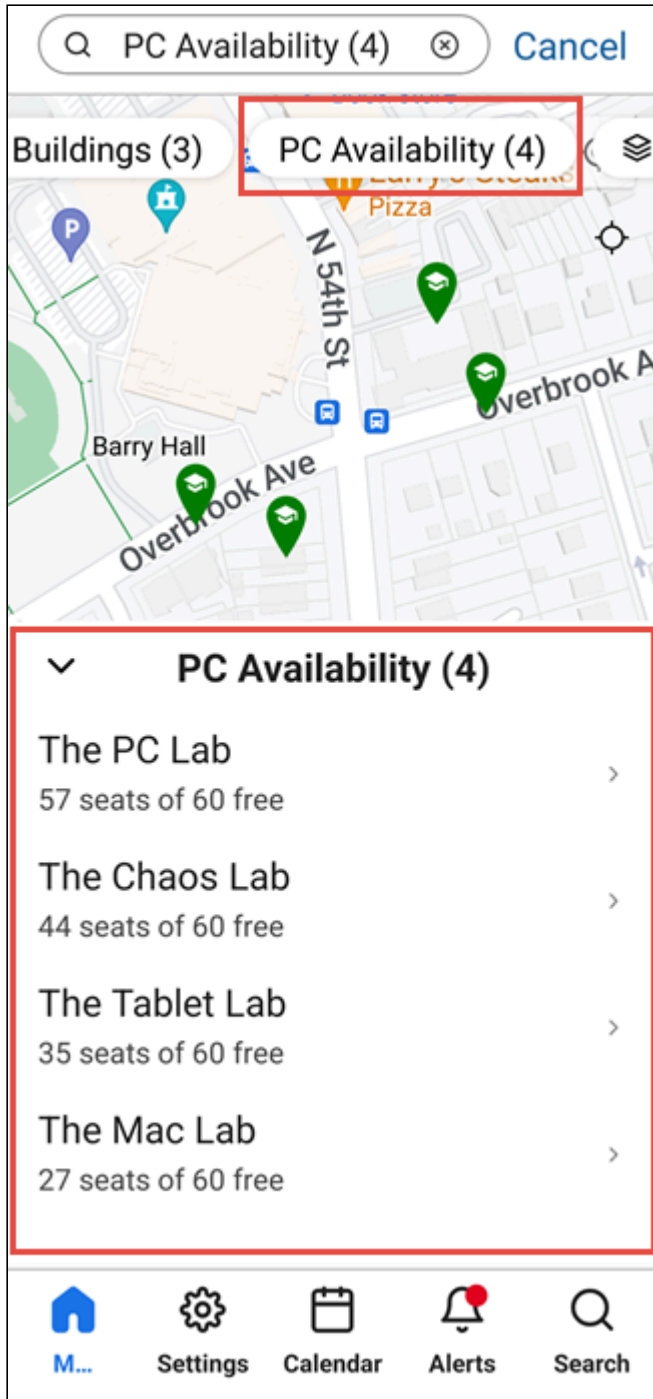 PC Availability (4) Cancel
Buildings (3)
PC Availability (4)
Pizza
N 54th St
Overbrook A
Barry Hall
Overbrook Ave
PC Availability (4)
The PC Lab
57 seats of 60 free
The Chaos Lab
44 seats of 60 free
The Tablet Lab
35 seats of 60 free
The Mac Lab
27 seats of 60 free
M... Settings Calendar Alerts Search